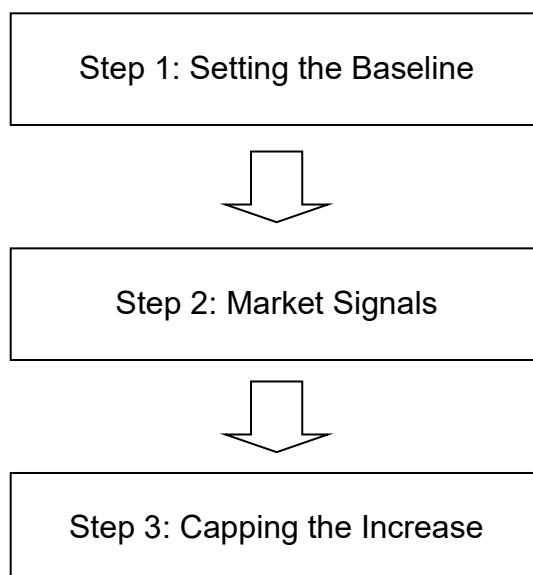 Step 1: Setting the Baseline
Step 2: Market Signals
Step 3: Capping the Increase